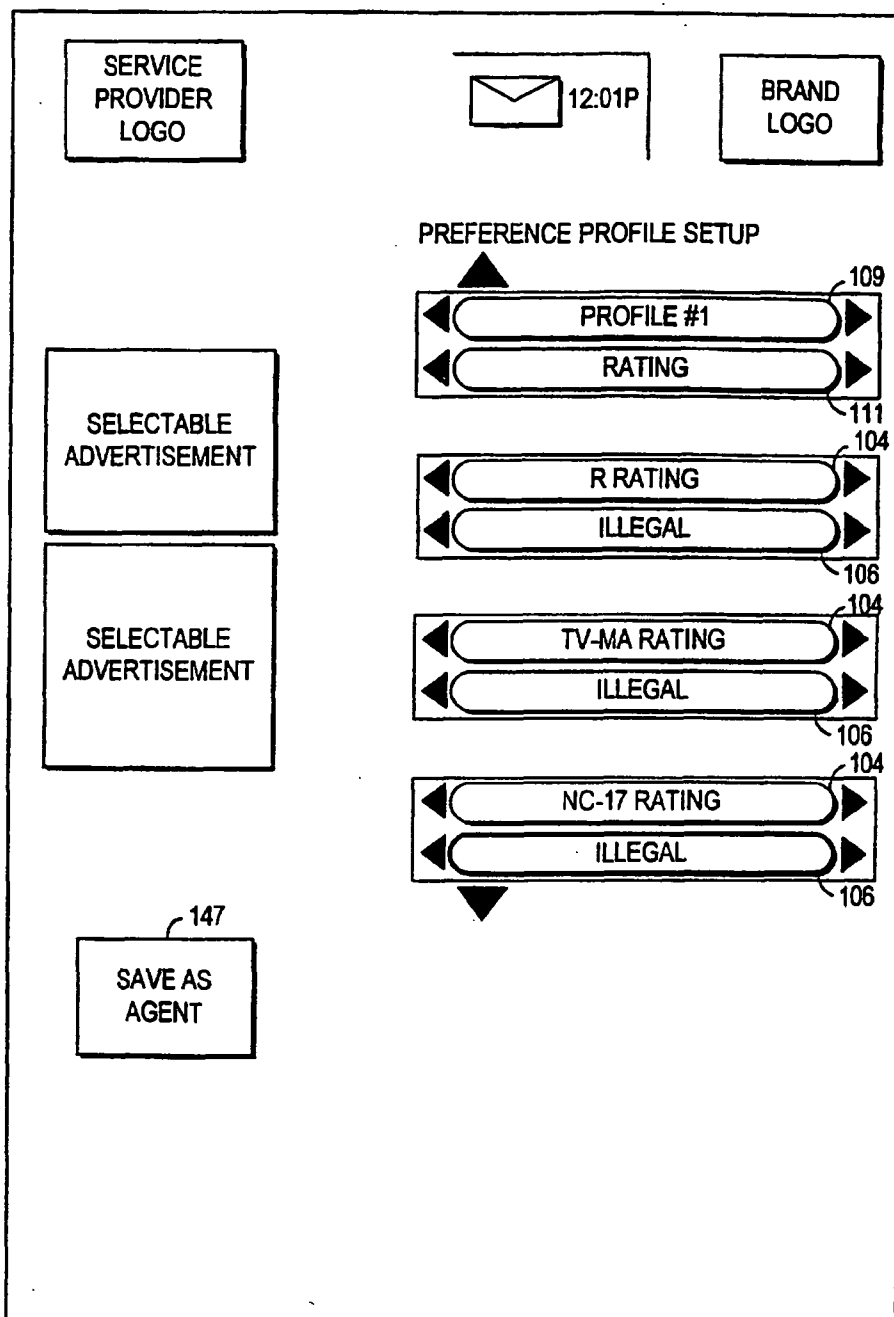 SERVICE
PROVIDER
LOGO
12:01P
BRAND
LOGO
PREFERENCE PROFILE SETUP
109
PROFILE #1
RATING
111
SELECTABLE
ADVERTISEMENT
104
R RATING
ILLEGAL
106
SELECTABLE
ADVERTISEMENT
104
TV-MA RATING
ILLEGAL
106
104
NC-17 RATING
ILLEGAL
106
147
SAVE AS
AGENT